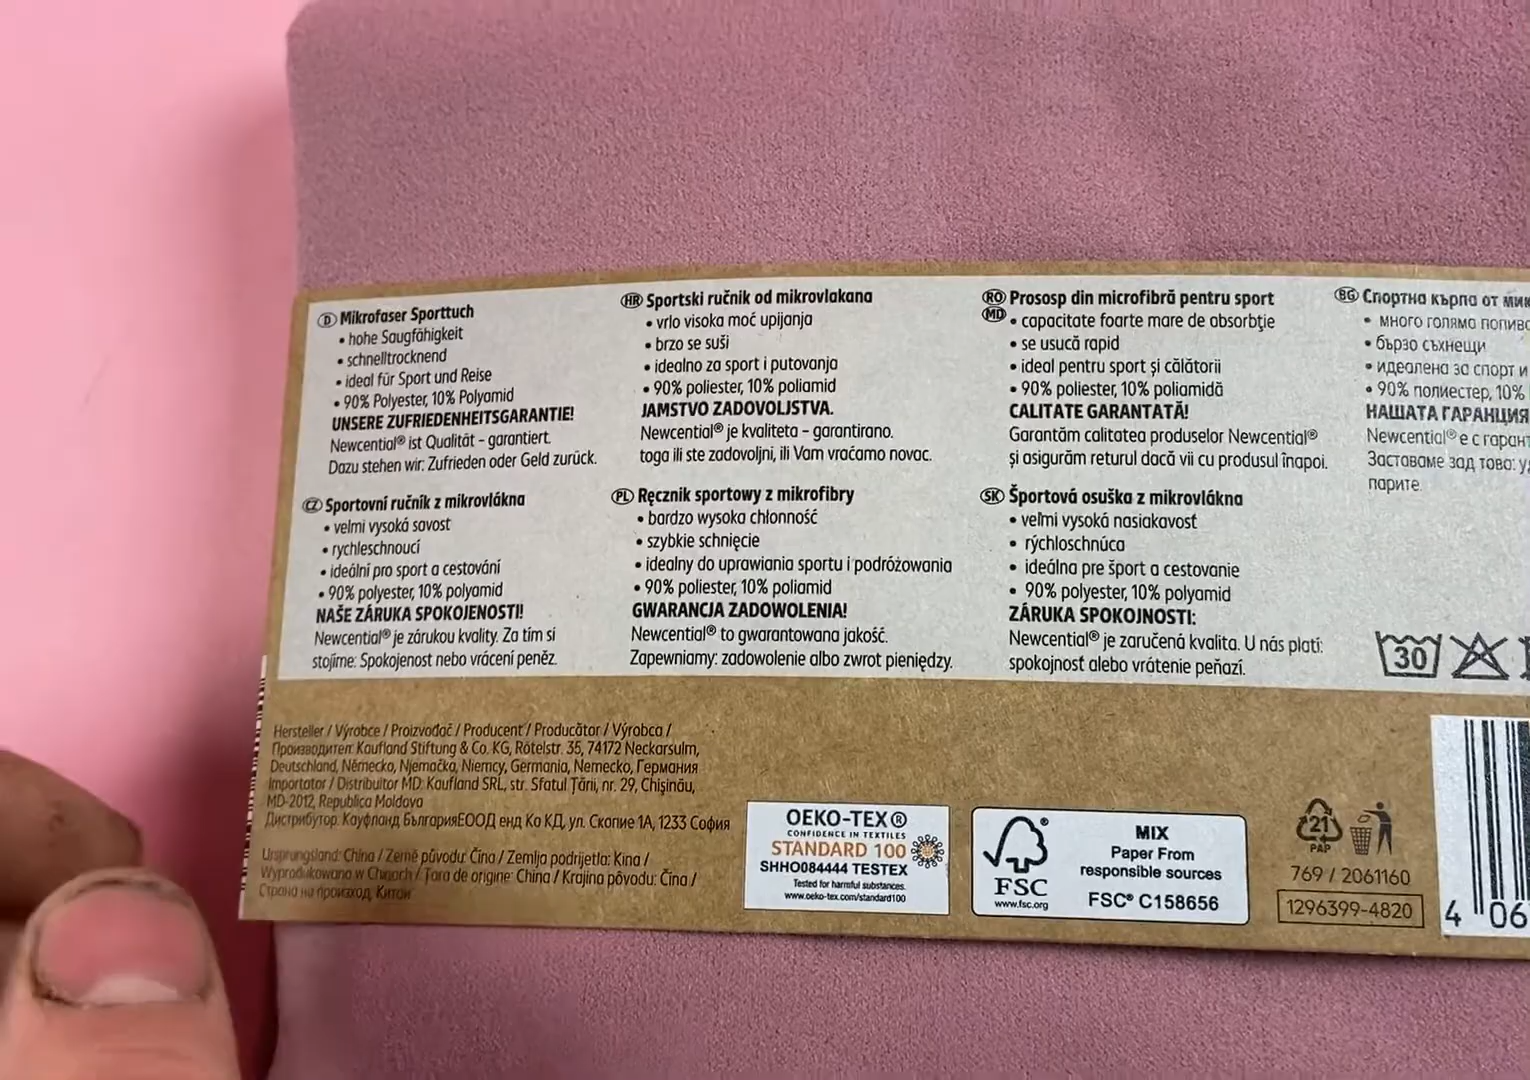 D Mikrofaser Sporttuch
• hohe Saugfähigkeit
• schnelltrocknend
• ideal für Sport und Reise
• 90% Polyester, 10% Polyamid
UNSERE ZUFRIEDENHEITSGARANTIE!
Newcential® ist Qualität – garantiert.
Dazu stehen wir: Zufrieden oder Geld zurück.
HR Sportski ručnik od mikrovlakana
• vrlo visoka moć upijanja
• brzo se suši
• idealno za sport i putovanja
• 90% poliester, 10% poliamid
JAMSTVO ZADOVOLJSTVA.
Newcential® je kvaliteta – garantirano.
toga ili ste zadovoljni, ili Vam vraćamo novac.
RO MD Prososp din microfibră pentru sport
• capacitate foarte mare de absorbţie
• se usucă rapid
• ideal pentru sport și călătorii
• 90% poliester, 10% poliamidă
CALITATE GARANTATĂ!
Garantăm calitatea produselor Newcential®
și asigurăm returul dacă vii cu produsul înapoi.
BG Спортна кърпа от
• много голяма
• бързо съхнещи
• идеалена за спорт и
• 90% полиестер, 10%
НАШАТА ГАРАНЦИЯ
Newcential® е с
Заставаме зад това:
парите.
CZ Sportovní ručník z mikrovlákna
• velmi vysoká savost
• rychleschnoucí
• ideální pro sport a cestování
• 90% polyester, 10% polyamid
NAŠE ZÁRUKA SPOKOJENOSTI!
Newcential® je zárukou kvality. Za tím si
stojíme: Spokojenost nebo vrácení peněz.
PL Ręcznik sportowy z mikrofibry
• bardzo wysoka chłonność
• szybkie schnięcie
• idealny do uprawiania sportu i podróżowania
• 90% poliester, 10% poliamid
GWARANCJA ZADOWOLENIA!
Newcential® to gwarantowana jakość.
Zapewniamy: zadowolenie albo zwrot pieniędzy.
SK Športová osuška z mikrovlákna
• veľmi vysoká nasiakavosť
• rýchloschnúca
• ideálna pre šport a cestovanie
• 90% polyester, 10% polyamid
ZÁRUKA SPOKOJNOSTI:
Newcential® je zaručená kvalita. U nás platí:
spokojnosť alebo vrátenie peňazí.
30
Hersteller / Výrobce / Proizvođač / Producent / Producător / Výrobca /
Производител: Kaufland Stiftung & Co. KG, Rötelstr. 35, 74172 Neckarsulm,
Deutschland, Německo, Njemačka, Niemcy, Germania, Nemecko, Германия
Importator / Distribuitor MD: Kaufland SRL, str. Sfatul Țării, nr. 29, Chişinău,
MD-2012, Republica Moldova
Дистрибутор: Кауфланд БългарияЕООД енд Ко КД, ул. Скопие 1А, 1233 София
Ursprungsland: China / Země původu: Čína / Zemlja podrijetla: Kina /
Wyprodukowano w Chinach / Țara de origine: China / Krajina pôvodu: Čína /
Страна на произход: Китай
OEKO-TEX®
CONFIDENCE IN TEXTILES
STANDARD 100
SHHO084444 TESTEX
Tested for harmful substances.
www.oeko-tex.com/standard100
FSC
www.fsc.org
MIX
Paper From
responsible sources
FSC® C158656
21
PAP
769 / 2061160
1296399-4820
4 06